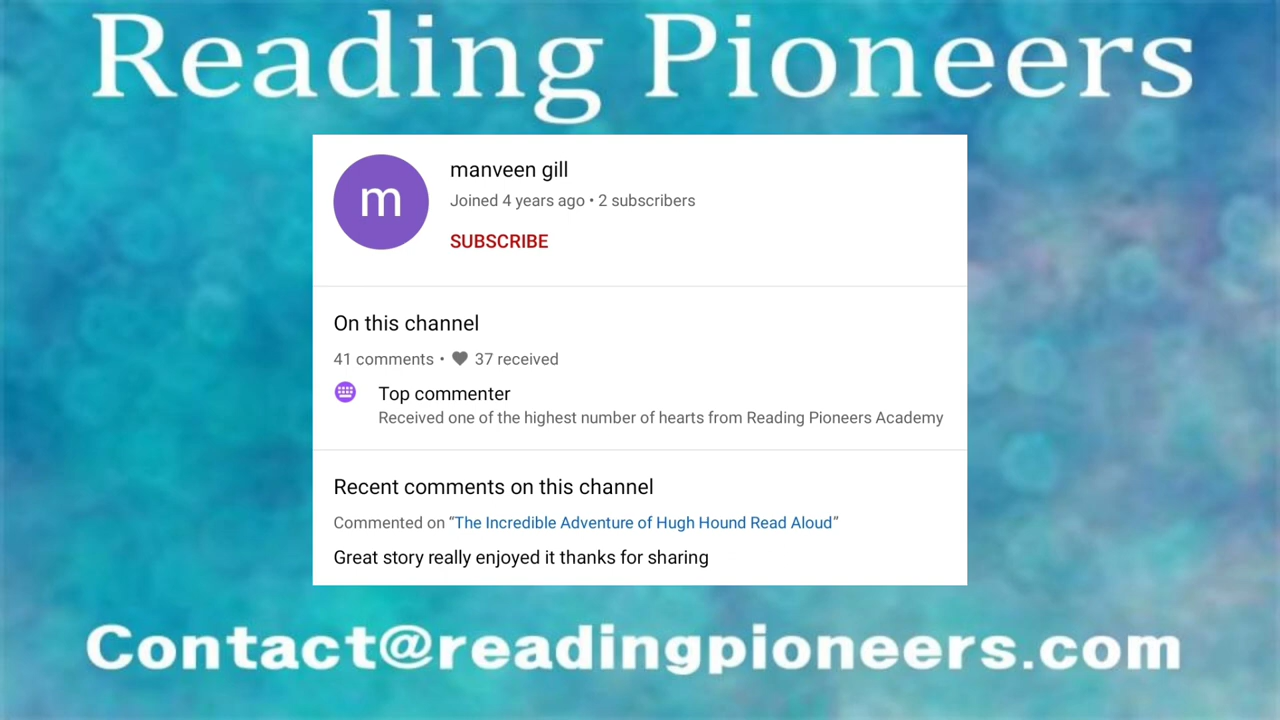 Reading Pioneers
m
manveen gill
Joined 4 years ago • 2 subscribers
SUBSCRIBE
On this channel
41 comments • 37 received
Top commenter
Received one of the highest number of hearts from Reading Pioneers Academy
Recent comments on this channel
Commented on “The Incredible Adventure of Hugh Hound Read Aloud”
Great story really enjoyed it thanks for sharing
Contact@readingpioneers.com